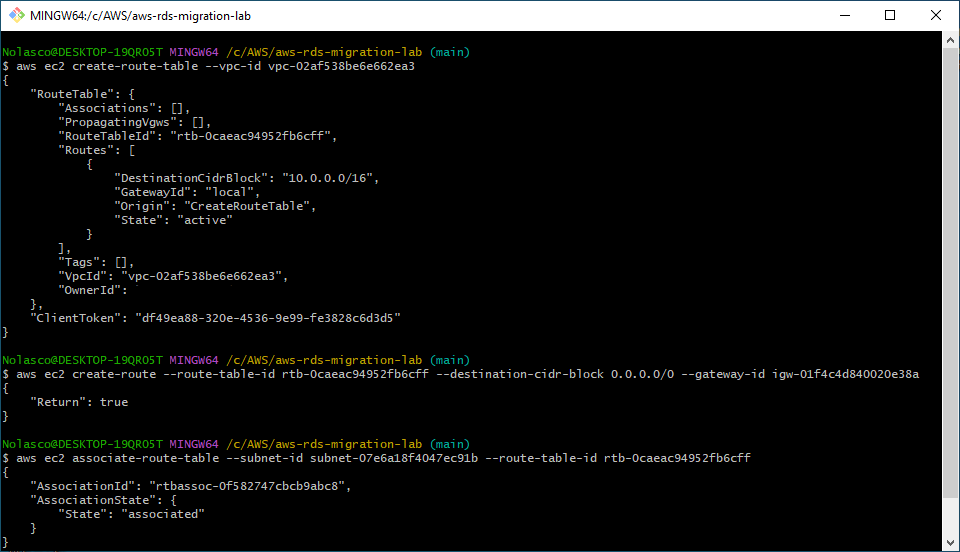 MINGW64:/c/AWS/aws-rds-migration-lab
Nolasco@DESKTOP-19QRO5T MINGW64 /c/AWS/aws-rds-migration-lab (main)
$ aws ec2 create-route-table --vpc-id vpc-02af538be6e662ea3
{
    "RouteTable": {
        "Associations": [],
        "PropagatingVgws": [],
        "RouteTableId": "rtb-0caeac94952fb6cff",
        "Routes": [
            {
                "DestinationCidrBlock": "10.0.0.0/16",
                "GatewayId": "local",
                "Origin": "CreateRouteTable",
                "State": "active"
            }
        ],
        "Tags": [],
        "VpcId": "vpc-02af538be6e662ea3",
        "OwnerId":
    },
    "ClientToken": "df49ea88-320e-4536-9e99-fe3828c6d3d5"
}
Nolasco@DESKTOP-19QRO5T MINGW64 /c/AWS/aws-rds-migration-lab (main)
$ aws ec2 create-route --route-table-id rtb-0caeac94952fb6cff --destination-cidr-block 0.0.0.0/0 --gateway-id igw-01f4c4d840020e38a
{
    "Return": true
}
Nolasco@DESKTOP-19QRO5T MINGW64 /c/AWS/aws-rds-migration-lab (main)
$ aws ec2 associate-route-table --subnet-id subnet-07e6a18f4047ec91b --route-table-id rtb-0caeac94952fb6cff
{
    "AssociationId": "rtbassoc-0f582747cbcb9abc8",
    "AssociationState": {
        "State": "associated"
    }
}